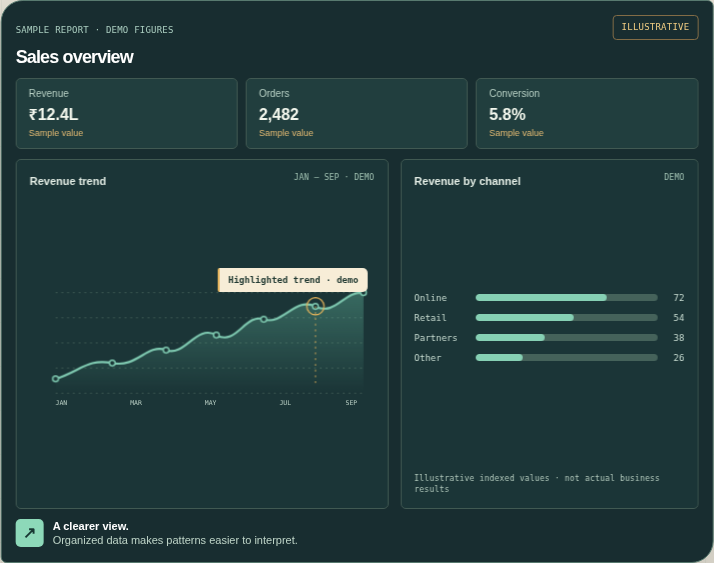 SAMPLE REPORT · DEMO FIGURES
ILLUSTRATIVE
Sales overview
Revenue
₹12.4L
Sample value
Orders
2,482
Sample value
Conversion
5.8%
Sample value
Revenue trend
JAN – SEP · DEMO
Highlighted trend · demo
JAN MAR MAY JUL SEP
Revenue by channel
DEMO
Online 72
Retail 54
Partners 38
Other 26
Illustrative indexed values · not actual business
results
↗
A clearer view.
Organized data makes patterns easier to interpret.